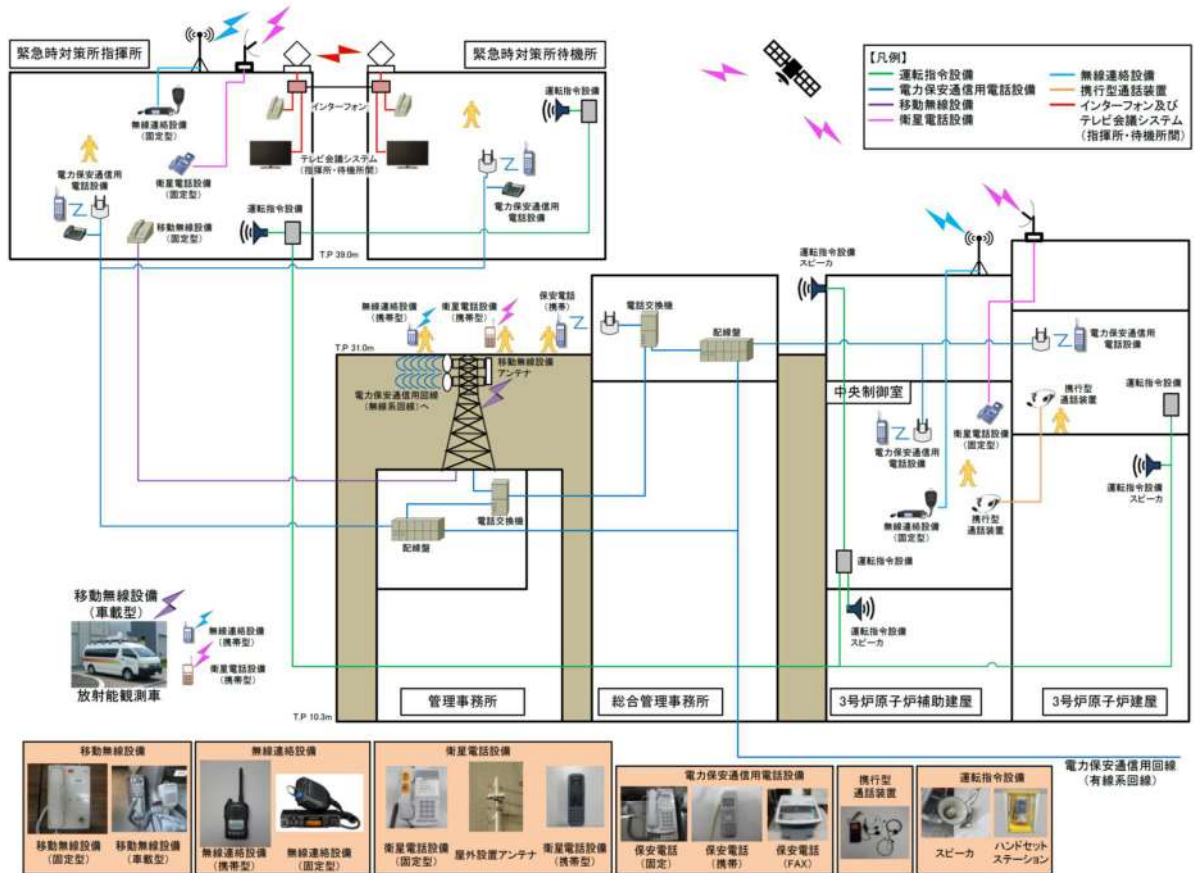 緊急時対策所指揮所
緊急時対策所待機所
【凡例】
運転指令設備
電力保安通信用電話設備
移動無線設備
衛星電話設備
無線連絡設備
携行型通話装置
インターフォン及び
テレビ会議システム
(指揮所・待機所間)
無線連絡設備
(固定型)
インターフォン
運転指令設備
テレビ会議システム
(指揮所・待機所間)
電力保安通信用
電話設備
衛星電話設備
(固定型)
移動無線設備
(固定型)
運転指令設備
電力保安通信用
電話設備
T.P 39.0m
無線連絡設備
(携帯型)
衛星電話設備
(携帯型)
保安電話
(携帯)
T.P 31.0m
移動無線設備
アンテナ
電力保安通信用回線
(無線系回線)へ
電話交換機
配線盤
運転指令設備
スピーカ
電力保安通信用
電話設備
中央制御室
電力保安通信用
電話設備
衛星電話設備
(固定型)
携行型
通話装置
運転指令設備
運転指令設備
スピーカ
無線連絡設備
(固定型)
携行型
通話装置
運転指令設備
運転指令設備
スピーカ
電話交換機
配線盤
移動無線設備
(車載型)
無線連絡設備
(携帯型)
衛星電話設備
(携帯型)
放射能観測車
T.P 10.3m
管理事務所
総合管理事務所
3号炉原子炉補助建屋
3号炉原子炉建屋
電力保安通信用回線
(有線系回線)
移動無線設備
移動無線設備
(固定型)
移動無線設備
(車載型)
無線連絡設備
無線連絡設備
(携帯型)
無線連絡設備
(固定型)
衛星電話設備
衛星電話設備
(固定型)
屋外設置アンテナ
衛星電話設備
(携帯型)
電力保安通信用電話設備
保安電話
(固定)
保安電話
(携帯)
保安電話
(FAX)
携行型
通話装置
運転指令設備
スピーカ
ハンドセット
ステーション